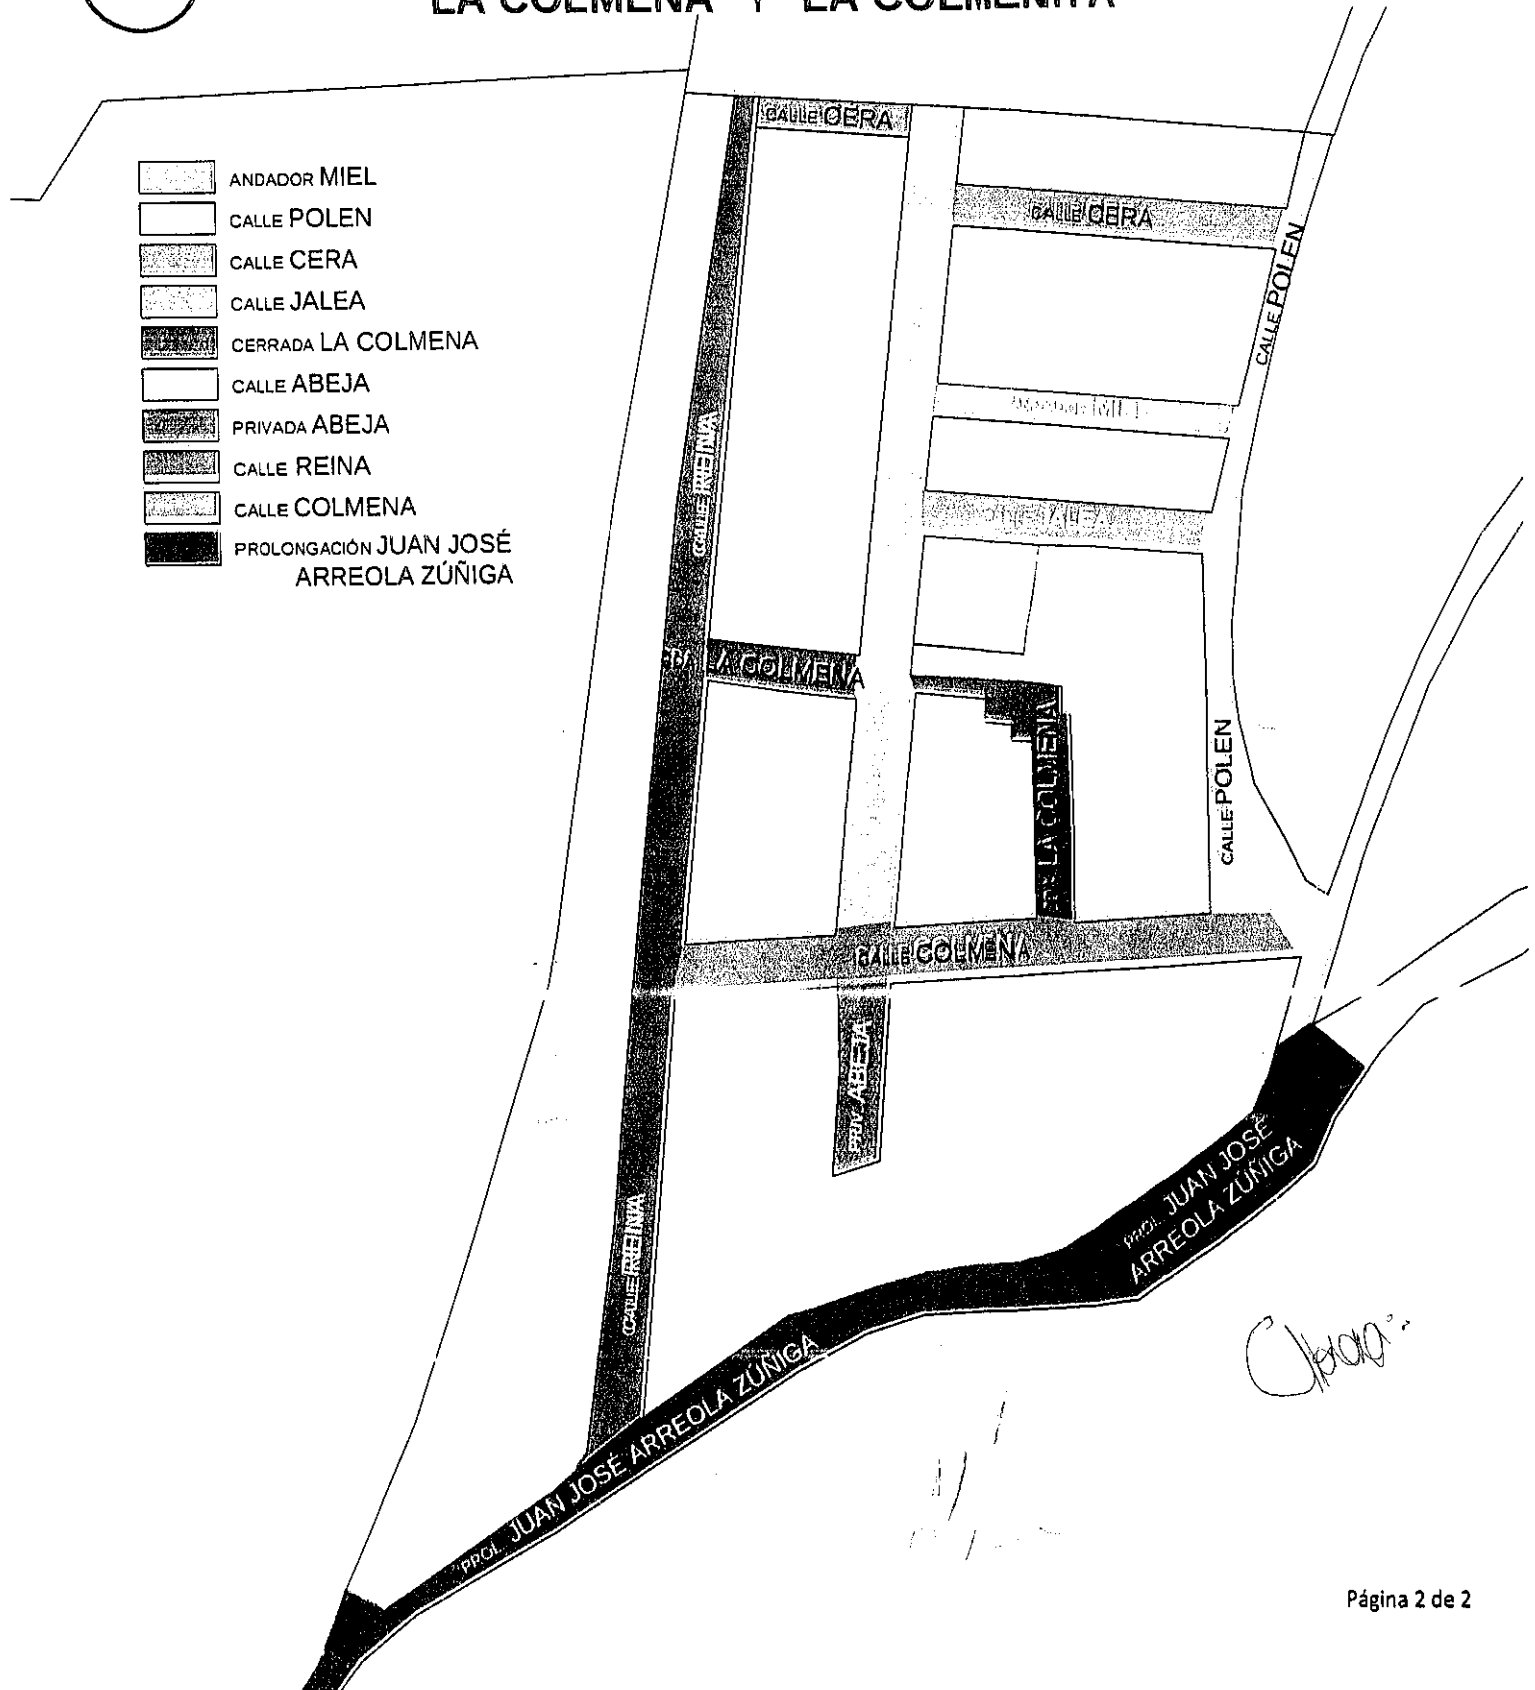 LA COLMENA Y LA COLMENITA
ANDADOR MIEL
CALLE POLEN
CALLE CERA
CALLE JALEA
CERRADA LA COLMENA
CALLE ABEJA
PRIVADA ABEJA
CALLE REINA
CALLE COLMENA
PROLONGACIÓN JUAN JOSÉ
ARREOLA ZÚÑIGA
CALLE CERA
CALLE CERA
CALLE POLEN
CALLE REINA
MIEL
JALEA
LA COLMENA
LA COLMENA
CALLE POLEN
CALLE COLMENA
PRIV. ABEJA
CALLE REINA
PROL. JUAN JOSÉ
ARREOLA ZÚÑIGA
PROL. JUAN JOSÉ ARREOLA ZÚÑIGA
Página 2 de 2